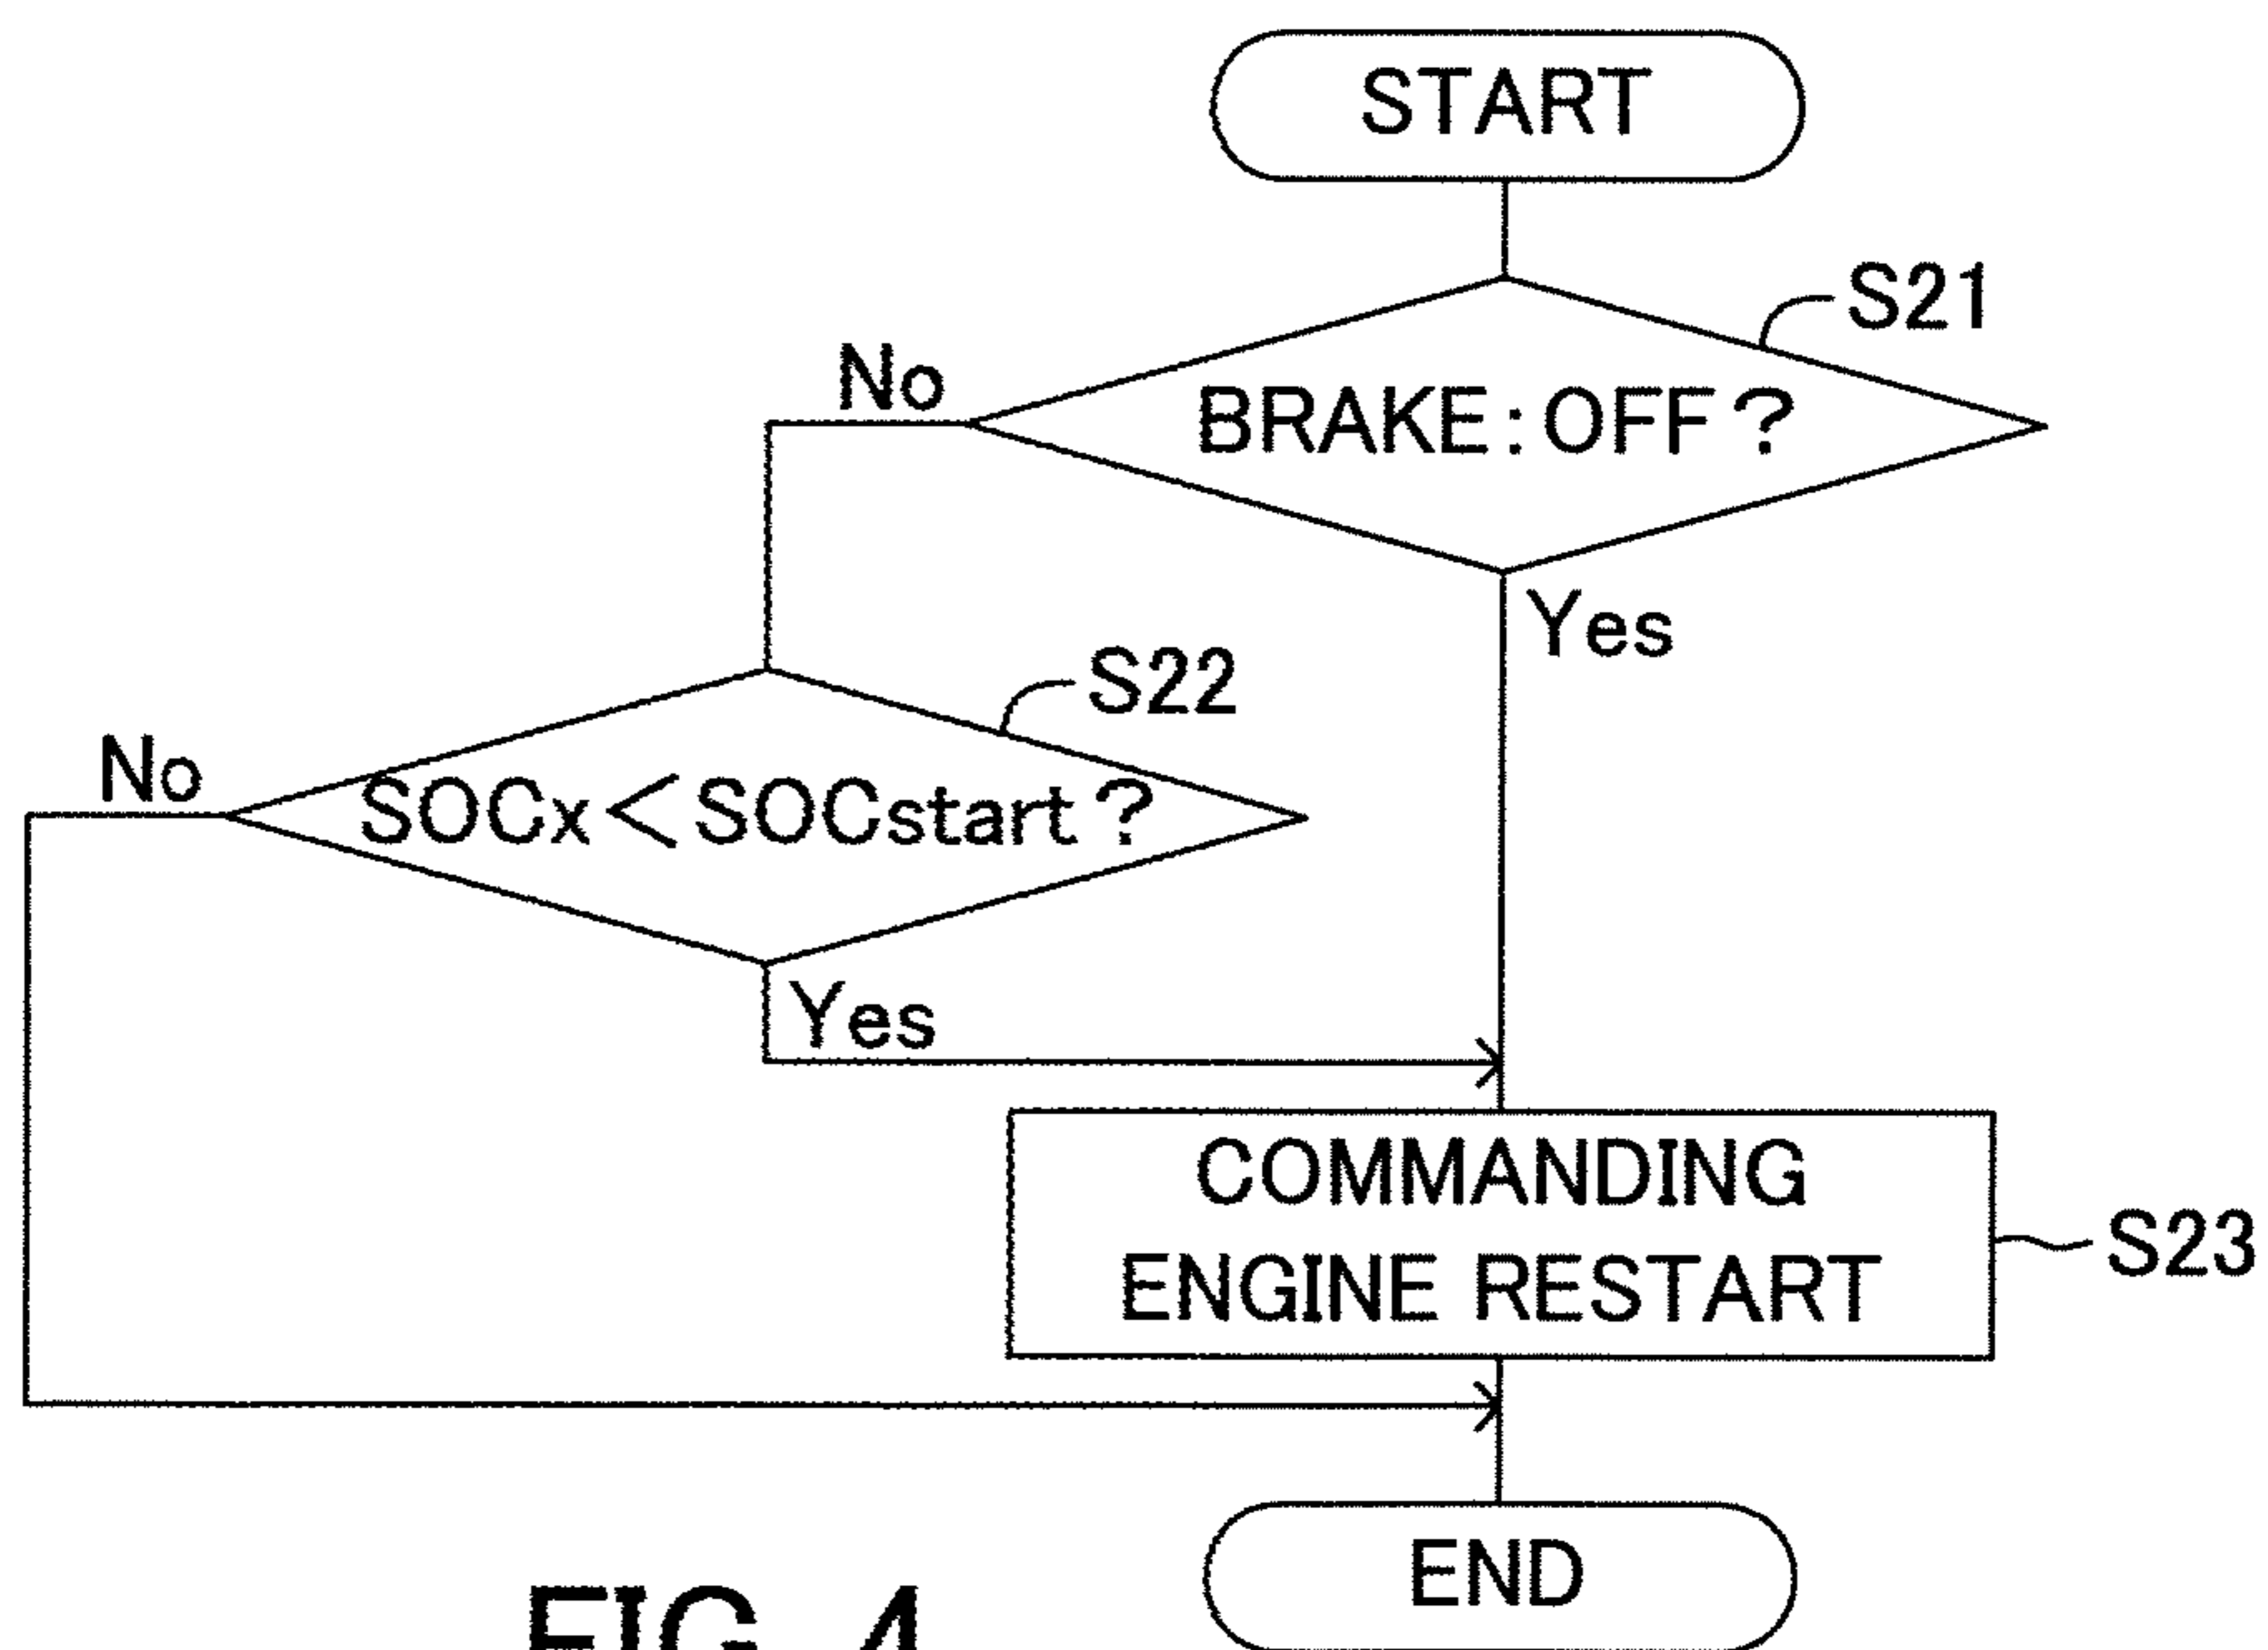 START
S21
No
BRAKE:OFF?
Yes
S22
No
SOCx<SOCstart?
Yes
COMMANDING
ENGINE RESTART
S23
END
FIG. 4